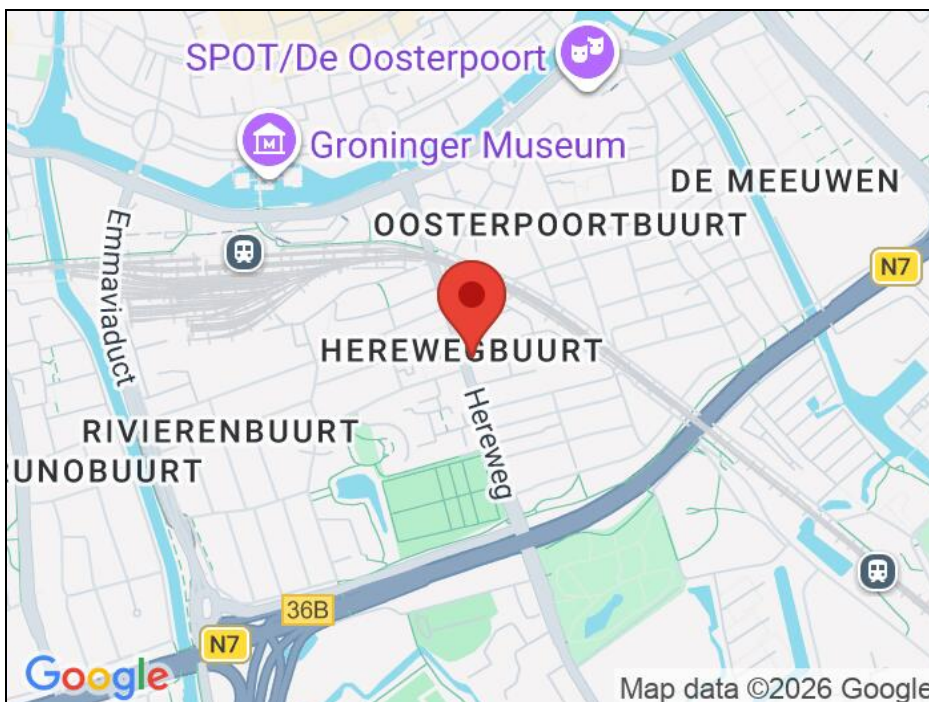 SPOT/De Oosterpoort
Groninger Museum
DE MEEUWEN
OOSTERPOORTBUURT
Emmaviaduct
N7
HEREWEGBUURT
Hereweg
RIVIERENBUURT
RUNOBUURT
36B
N7
Google
Map data ©2026 Google